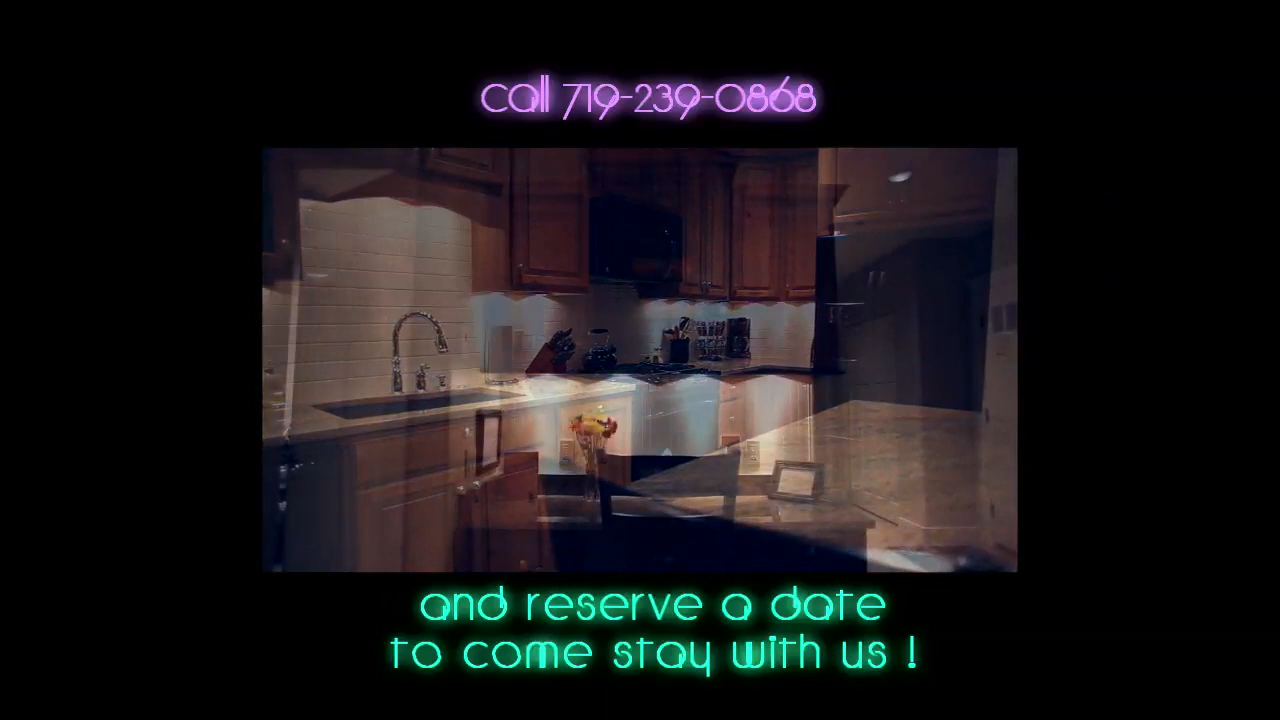 call 719-239-0868
and reserve a date
to come stay with us !